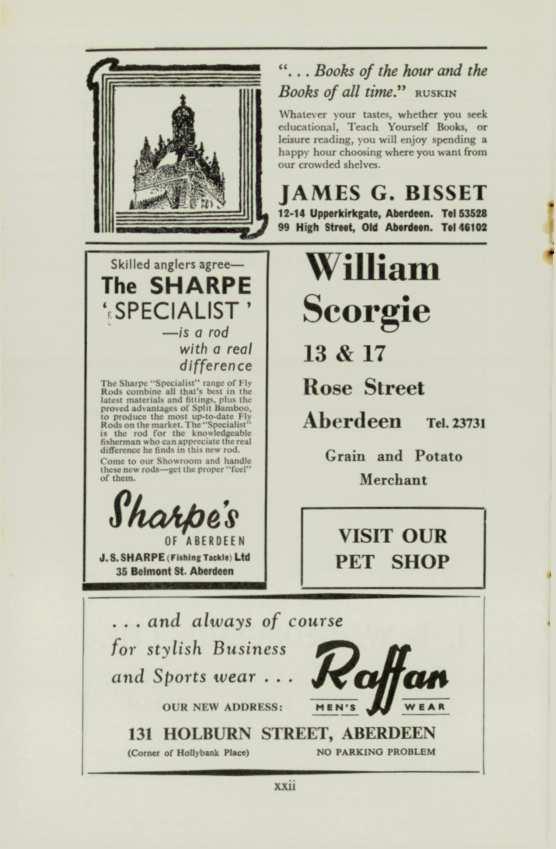 “. . . Books of the hour and the
Books of all time.” RUSKIN
Whatever your tastes, whether you seek
educational, Teach Yourself Books, or
leisure reading, you will enjoy spending a
happy hour choosing where you want from
our crowded shelves.
JAMES G. BISSET
12-14 Upperkirkgate, Aberdeen. Tel 53528
99 High Street, Old Aberdeen. Tel 46102
Skilled anglers agree—
The SHARPE
‘ SPECIALIST ’
—is a rod
with a real
difference
The Sharpe “Specialist” range of Fly
Rods combine all that's best in the
latest materials and fittings, plus the
proved advantages of Split Bamboo,
to produce the most up-to-date Fly
Rods on the market. The “Specialist”
is the rod for the knowledgeable
fisherman who can appreciate the real
difference he finds in this new rod.
Come to our Showroom and handle
these new rods—get the proper “feel”
of them.
Sharpe's
OF ABERDEEN
J. S. SHARPE (Fishing Tackle) Ltd
35 Belmont St. Aberdeen
William
Scorgie
13 & 17
Rose Street
Aberdeen Tel. 23731
Grain and Potato
Merchant
VISIT OUR
PET SHOP
. . . and always of course
for stylish Business
and Sports wear . . .
Raffan
MEN'S WEAR
OUR NEW ADDRESS:
131 HOLBURN STREET, ABERDEEN
(Corner of Hollybank Place) NO PARKING PROBLEM
xxii